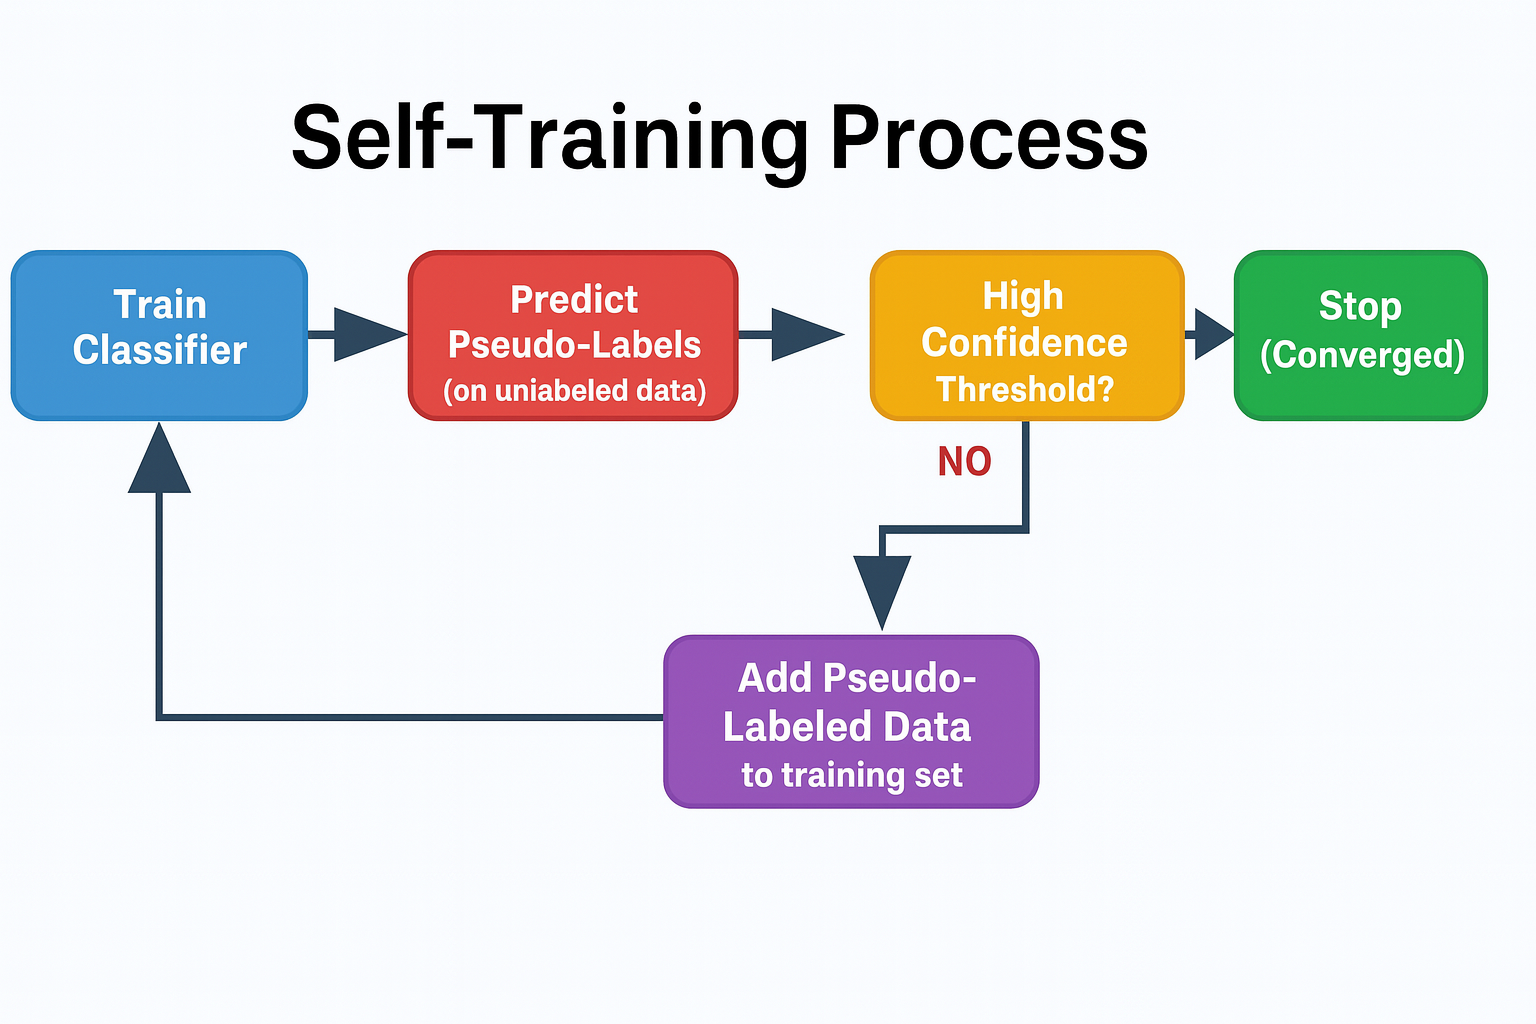 Self-Training Process
Train
Classifier
Predict
Pseudo-Labels
(on uniabeled data)
High
Confidence
Threshold?
Stop
(Converged)
NO
Add Pseudo-
Labeled Data
to training set